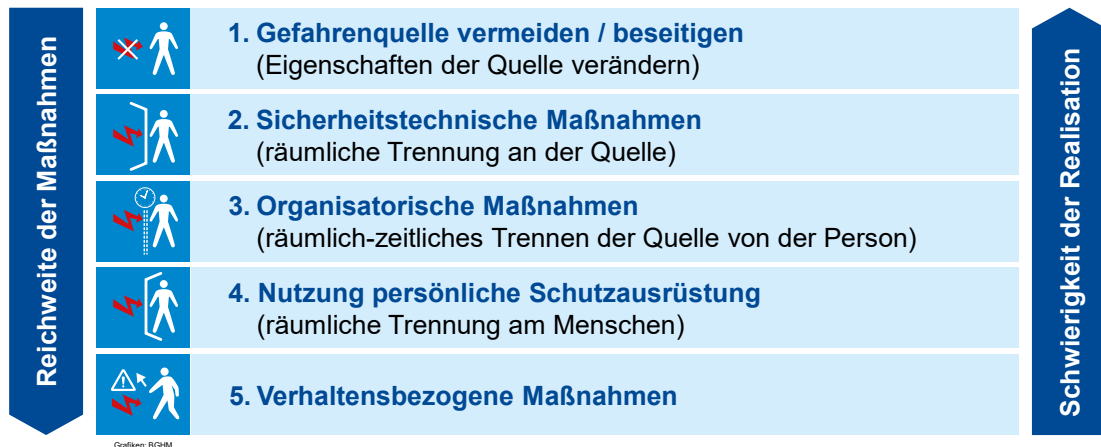 Reichweite der Maßnahmen
1. Gefahrenquelle vermeiden / beseitigen
(Eigenschaften der Quelle verändern)
2. Sicherheitstechnische Maßnahmen
(räumliche Trennung an der Quelle)
3. Organisatorische Maßnahmen
(räumlich-zeitliches Trennen der Quelle von der Person)
4. Nutzung persönliche Schutzausrüstung
(räumliche Trennung am Menschen)
5. Verhaltensbezogene Maßnahmen
Schwierigkeit der Realisation
Grafiken: BGHM